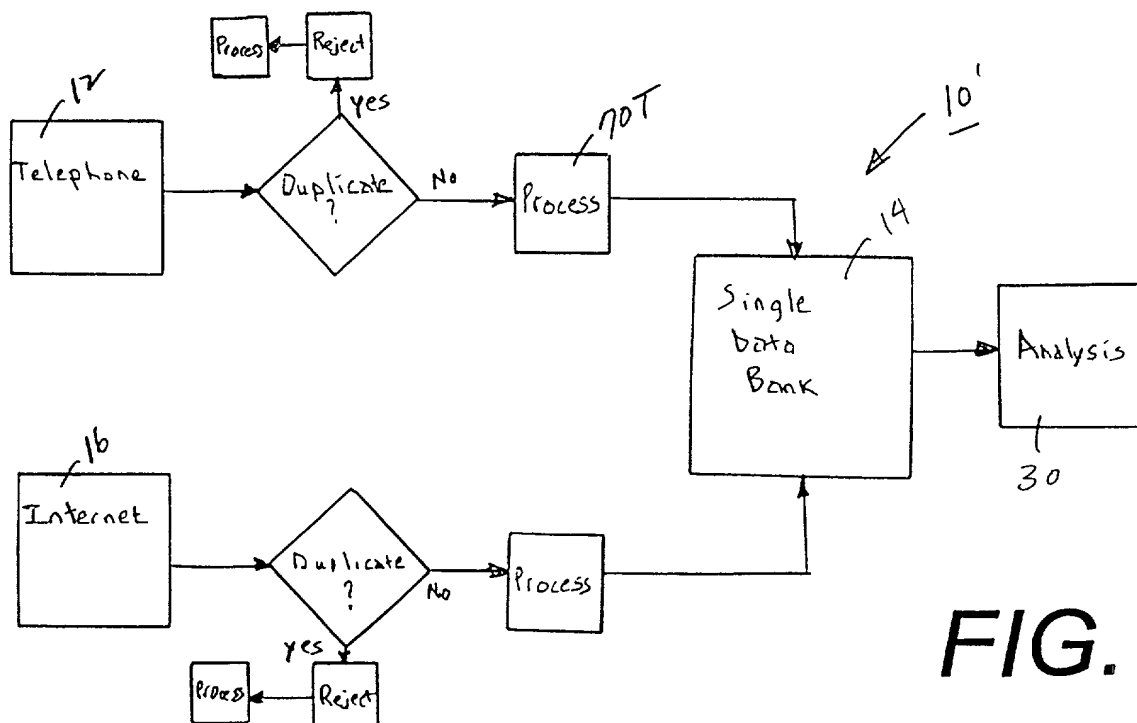 Process
Reject
yes
12
Telephone
Duplicate
?
No
70T
Process
10'
14
Single
Data
Bank
Analysis
30
16
Internet
Duplicate
?
No
Process
yes
Process
Reject
FIG.